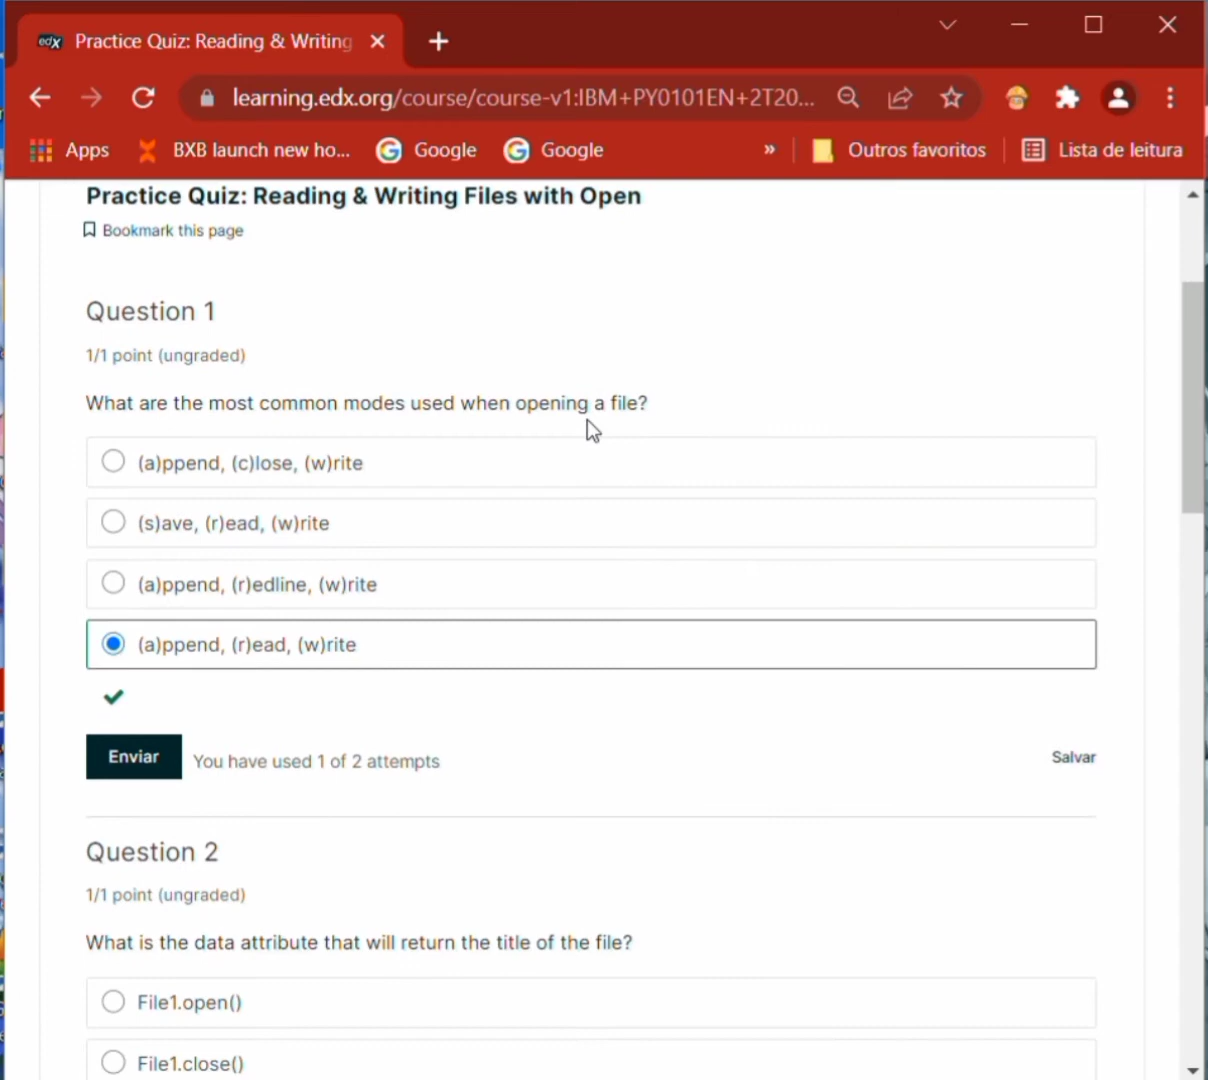 edX Practice Quiz: Reading & Writing
learning.edx.org/course/course-v1:IBM+PY0101EN+2T20...
Apps BXB launch new ho... Google Google » Outros favoritos Lista de leitura
Practice Quiz: Reading & Writing Files with Open
Bookmark this page
Question 1
1/1 point (ungraded)
What are the most common modes used when opening a file?
(a)ppend, (c)lose, (w)rite
(s)ave, (r)ead, (w)rite
(a)ppend, (r)edline, (w)rite
(a)ppend, (r)ead, (w)rite
Enviar You have used 1 of 2 attempts Salvar
Question 2
1/1 point (ungraded)
What is the data attribute that will return the title of the file?
File1.open()
File1.close()